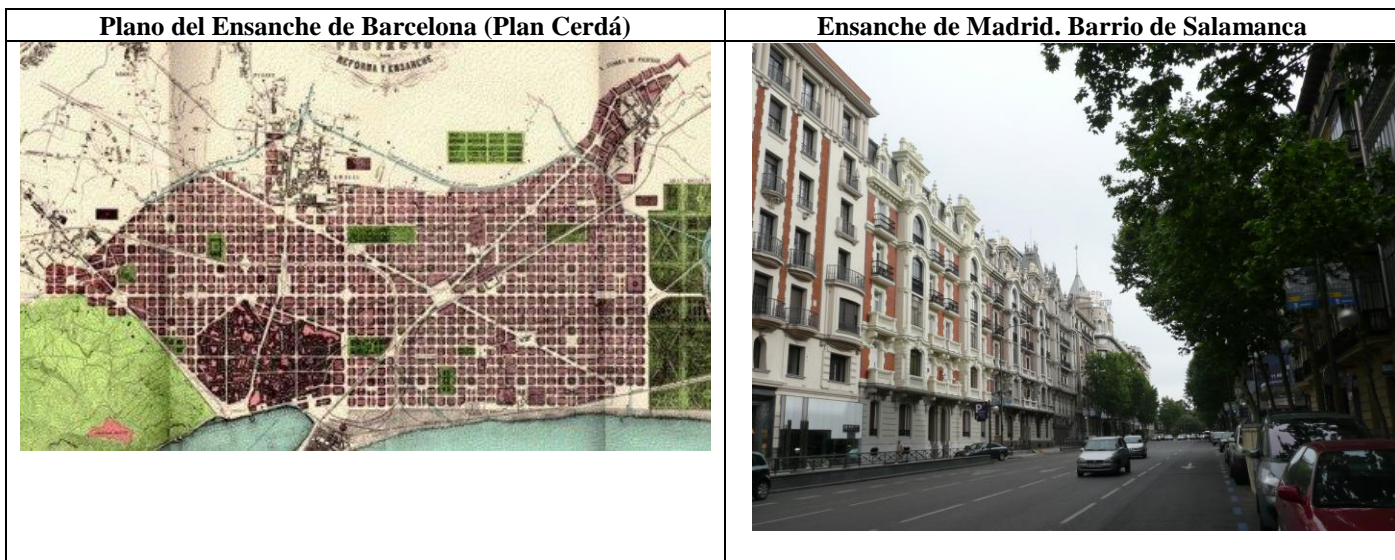 Plano del Ensanche de Barcelona (Plan Cerdá)
Ensanche de Madrid. Barrio de Salamanca
PROYECTO
REFORMA Y ENSANCHE
P